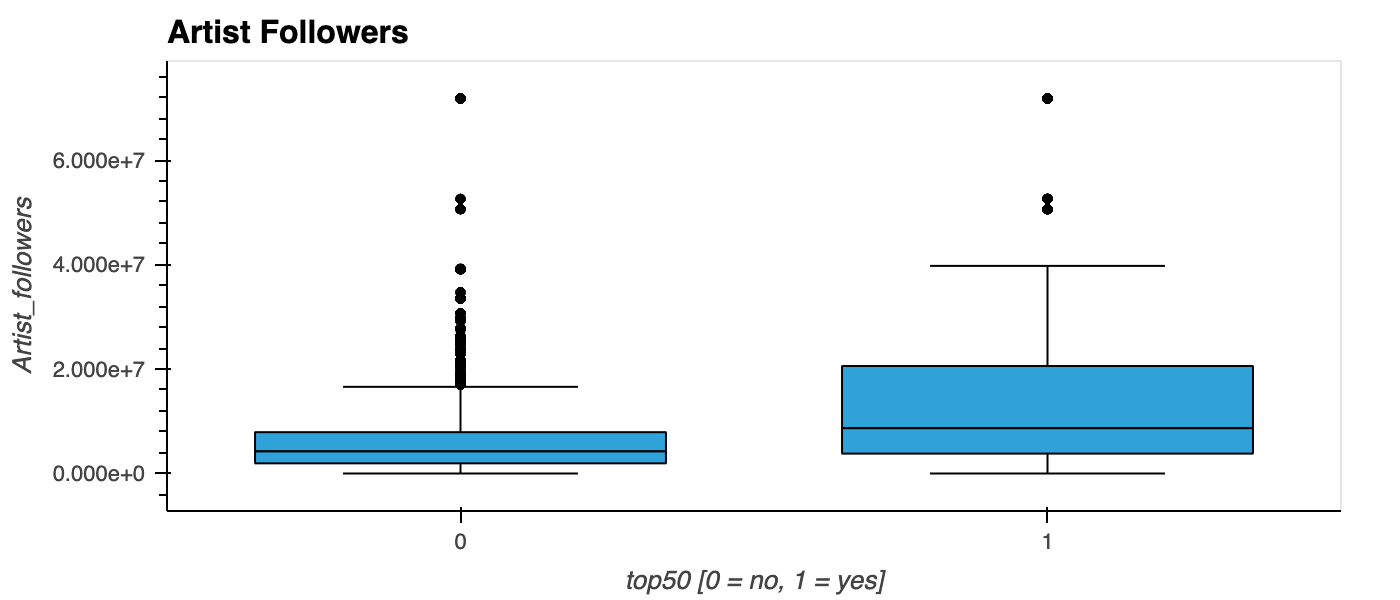 Artist Followers
Artist_followers
6.000e+7
4.000e+7
2.000e+7
0.000e+0
0
1
top50 [0 = no, 1 = yes]